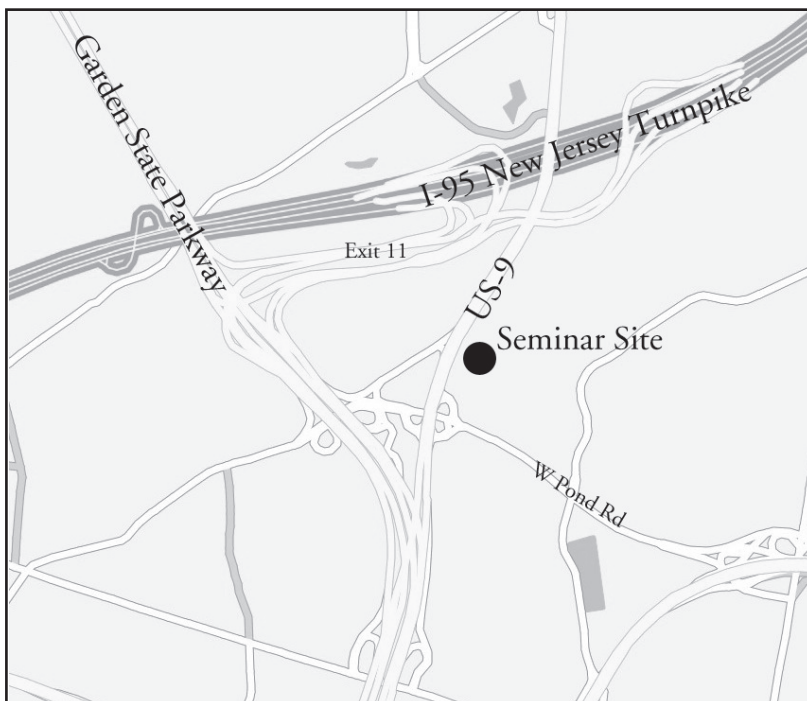 Garden State Parkway
I-95 New Jersey Turnpike
Exit 11
US-9
Seminar Site
W Pond Rd